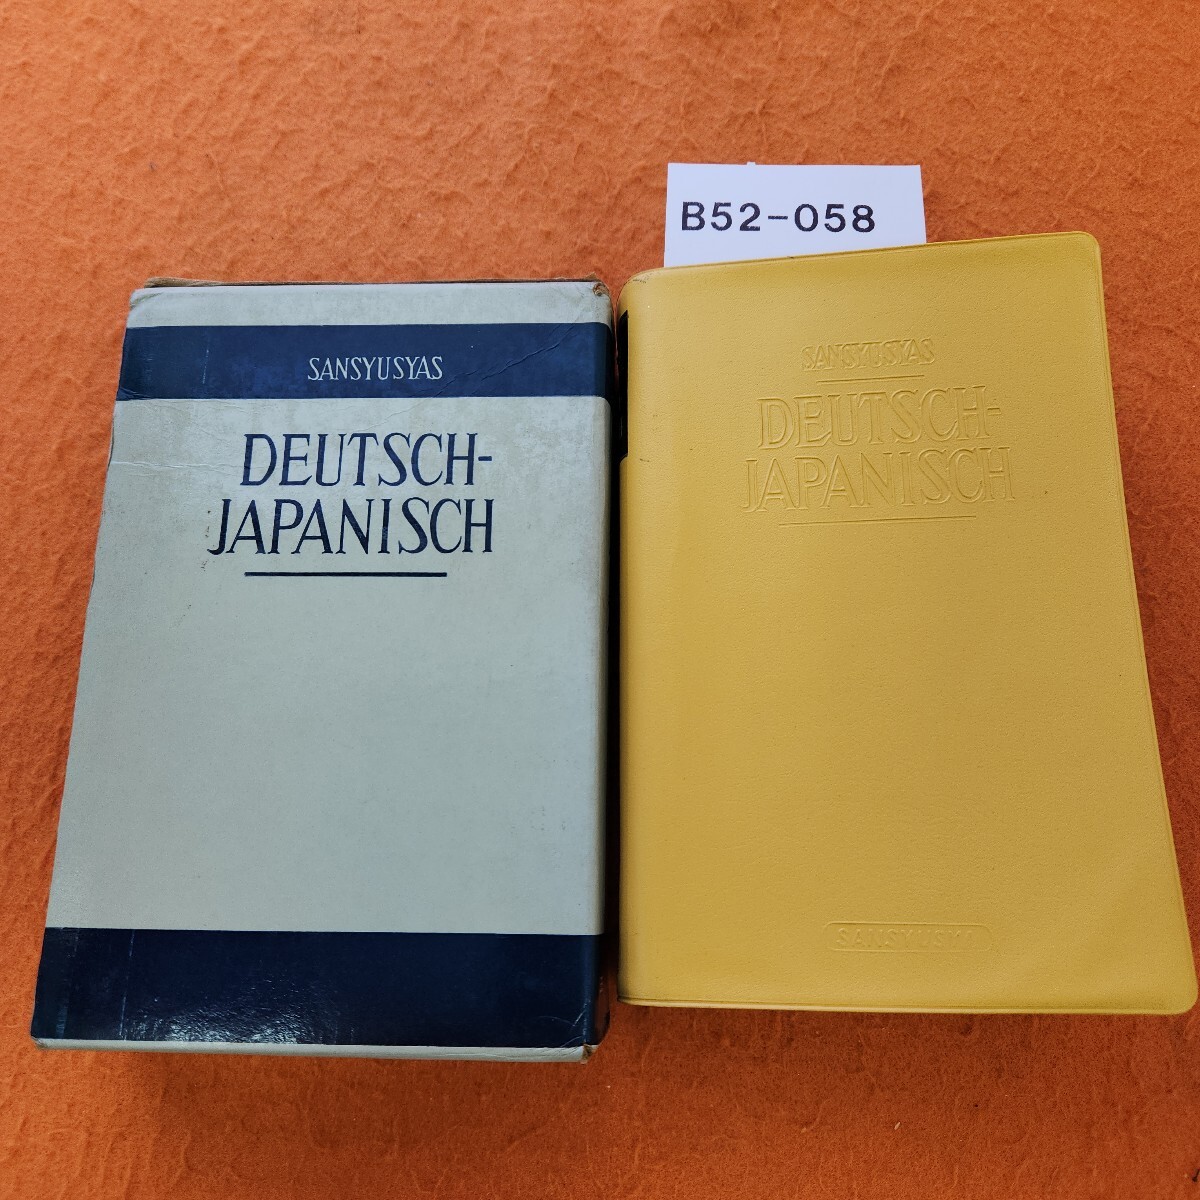 B52-058
SANSYUSYAS
DEUTSCH-
JAPANISCH
SANSYUSYAS
DEUTSCH-
JAPANISCH
SANSYUSYA